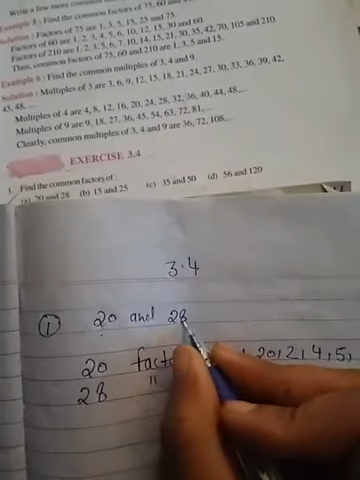 Write a few more common
Example 5 : Find the common factors of 75, 60 and
Solution : Factors of 75 are 1, 3, 5, 15, 25 and 75.
Factors of 60 are 1, 2, 3, 4, 5, 6, 10, 12, 15, 30 and 60.
Factors of 210 are 1, 2, 3, 5, 6, 7, 10, 14, 15, 21, 30, 35, 42, 70, 105 and 210.
Thus, common factors of 75, 60 and 210 are 1, 3, 5 and 15.
Example 6 : Find the common multiples of 3, 4 and 9.
Solution : Multiples of 3 are 3, 6, 9, 12, 15, 18, 21, 24, 27, 30, 33, 36, 39, 42,
45, 48, ...
Multiples of 4 are 4, 8, 12, 16, 20, 24, 28, 32, 36, 40, 44, 48,...
Multiples of 9 are 9, 18, 27, 36, 45, 54, 63, 72, 81, ...
Clearly, common multiples of 3, 4 and 9 are 36, 72, 108,...
EXERCISE 3.4
1. Find the common factors of :
(a) 20 and 28 (b) 15 and 25 (c) 35 and 50 (d) 56 and 120
3.4
1 20 and 28
20 facto 20, 2, 4, 5,
28 "